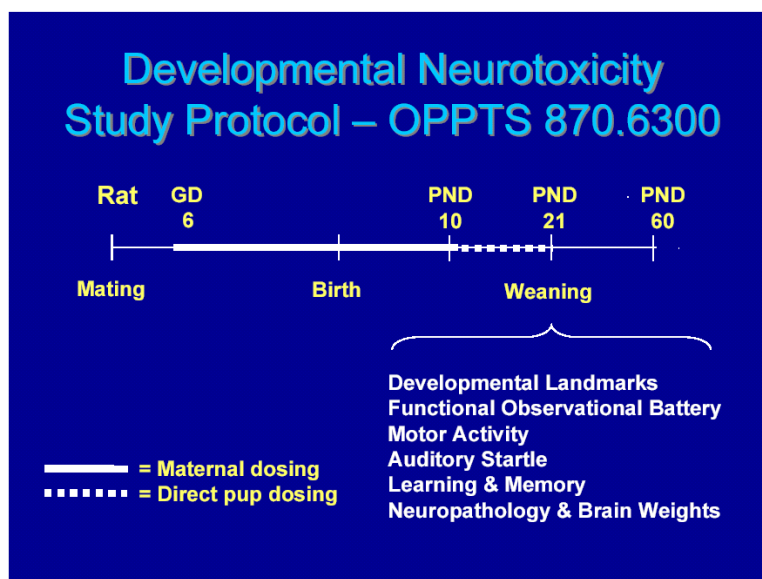 Developmental Neurotoxicity
Study Protocol – OPPTS 870.6300
Rat GD PND PND PND
6 10 21 60
Mating Birth Weaning
Developmental Landmarks
Functional Observational Battery
Motor Activity
Auditory Startle
Learning & Memory
Neuropathology & Brain Weights
= Maternal dosing
= Direct pup dosing